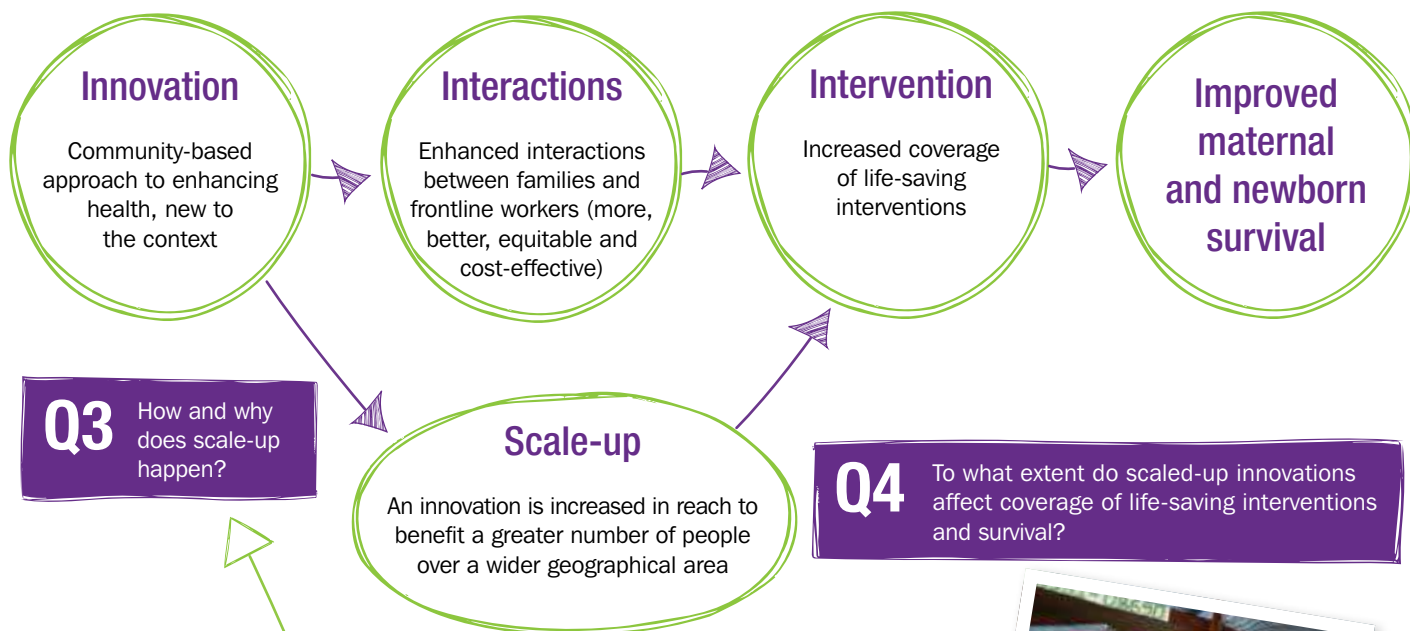 Innovation
Community-based
approach to enhancing
health, new to
the context
Interactions
Enhanced interactions
between families and
frontline workers (more,
better, equitable and
cost-effective)
Intervention
Increased coverage
of life-saving
interventions
Improved
maternal
and newborn
survival
Q3
How and why
does scale-up
happen?
Scale-up
An innovation is increased in reach to
benefit a greater number of people
over a wider geographical area
Q4
To what extent do scaled-up innovations
affect coverage of life-saving interventions
and survival?